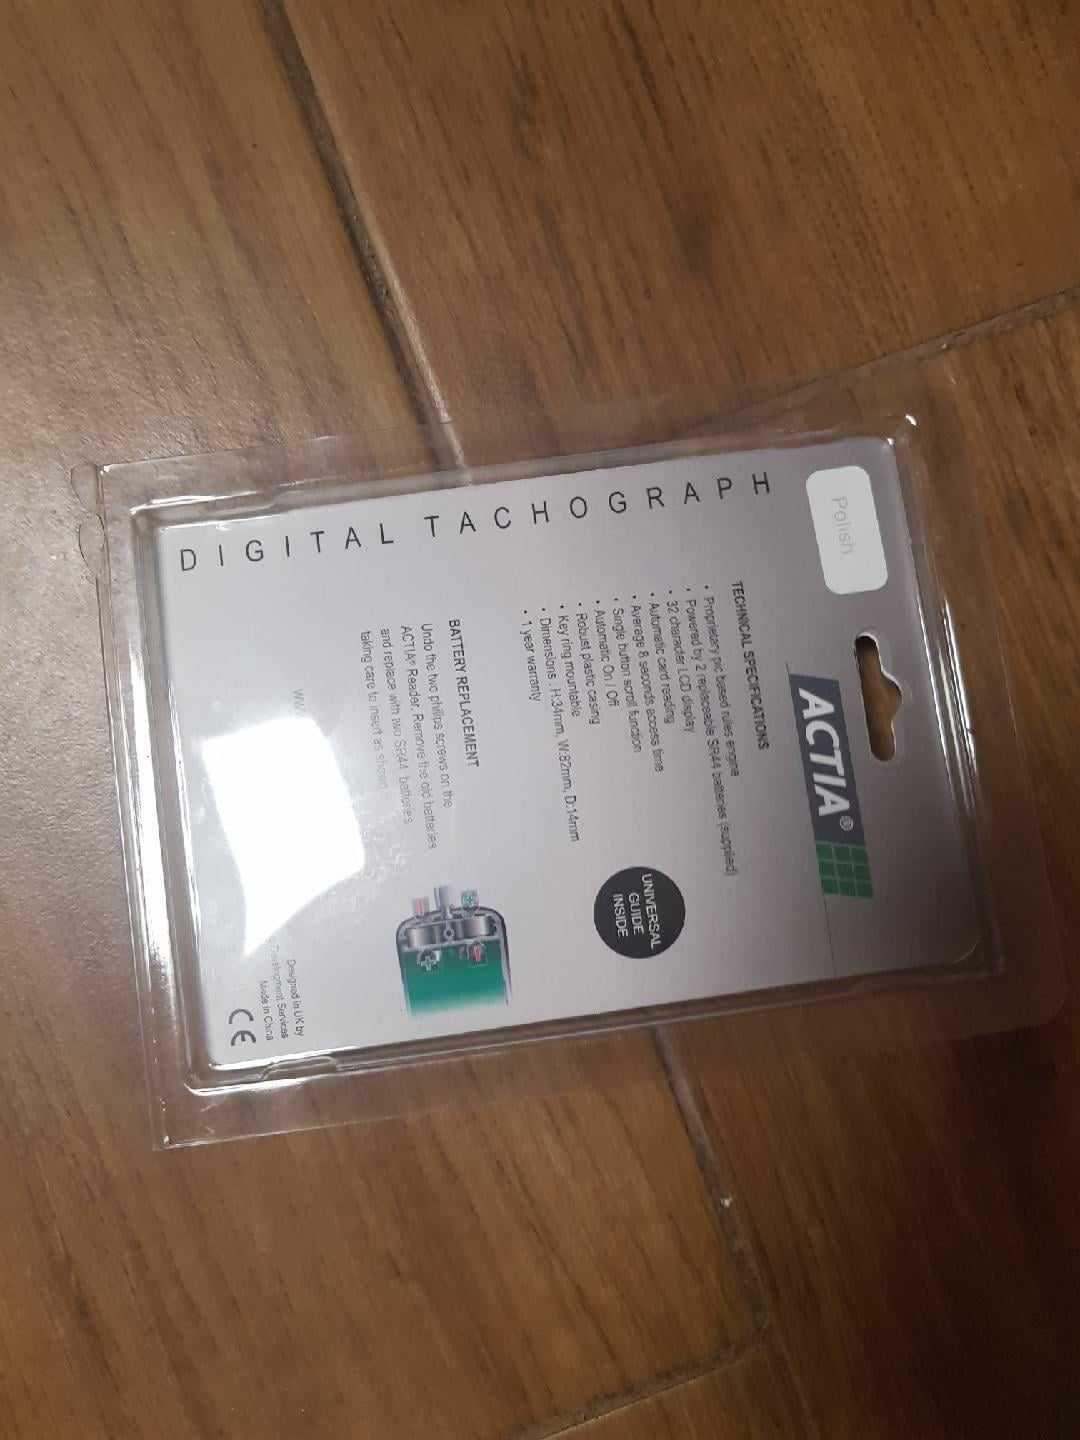 Polish
ACTIA®
DIGITAL TACHOGRAPH
TECHNICAL SPECIFICATIONS
• Proprietary pic based rules engine
• Powered by 2 replaceable SR44 batteries (supplied)
• 32 character LCD display
• Automatic card reading
• Average 8 seconds access time
• Single button scroll function
• Automatic On / Off
• Robust plastic casing
• Key ring mountable
• Dimensions : H:34mm, W:82mm, D:14mm
• 1 year warranty
UNIVERSAL
GUIDE
INSIDE
BATTERY REPLACEMENT
Undo the two philips screws on the
ACTIA® Reader. Remove the old batteries
and replace with two SR44 batteries
taking care to insert as shown
www.
Designed in UK by
Development Services
Made in China
CE